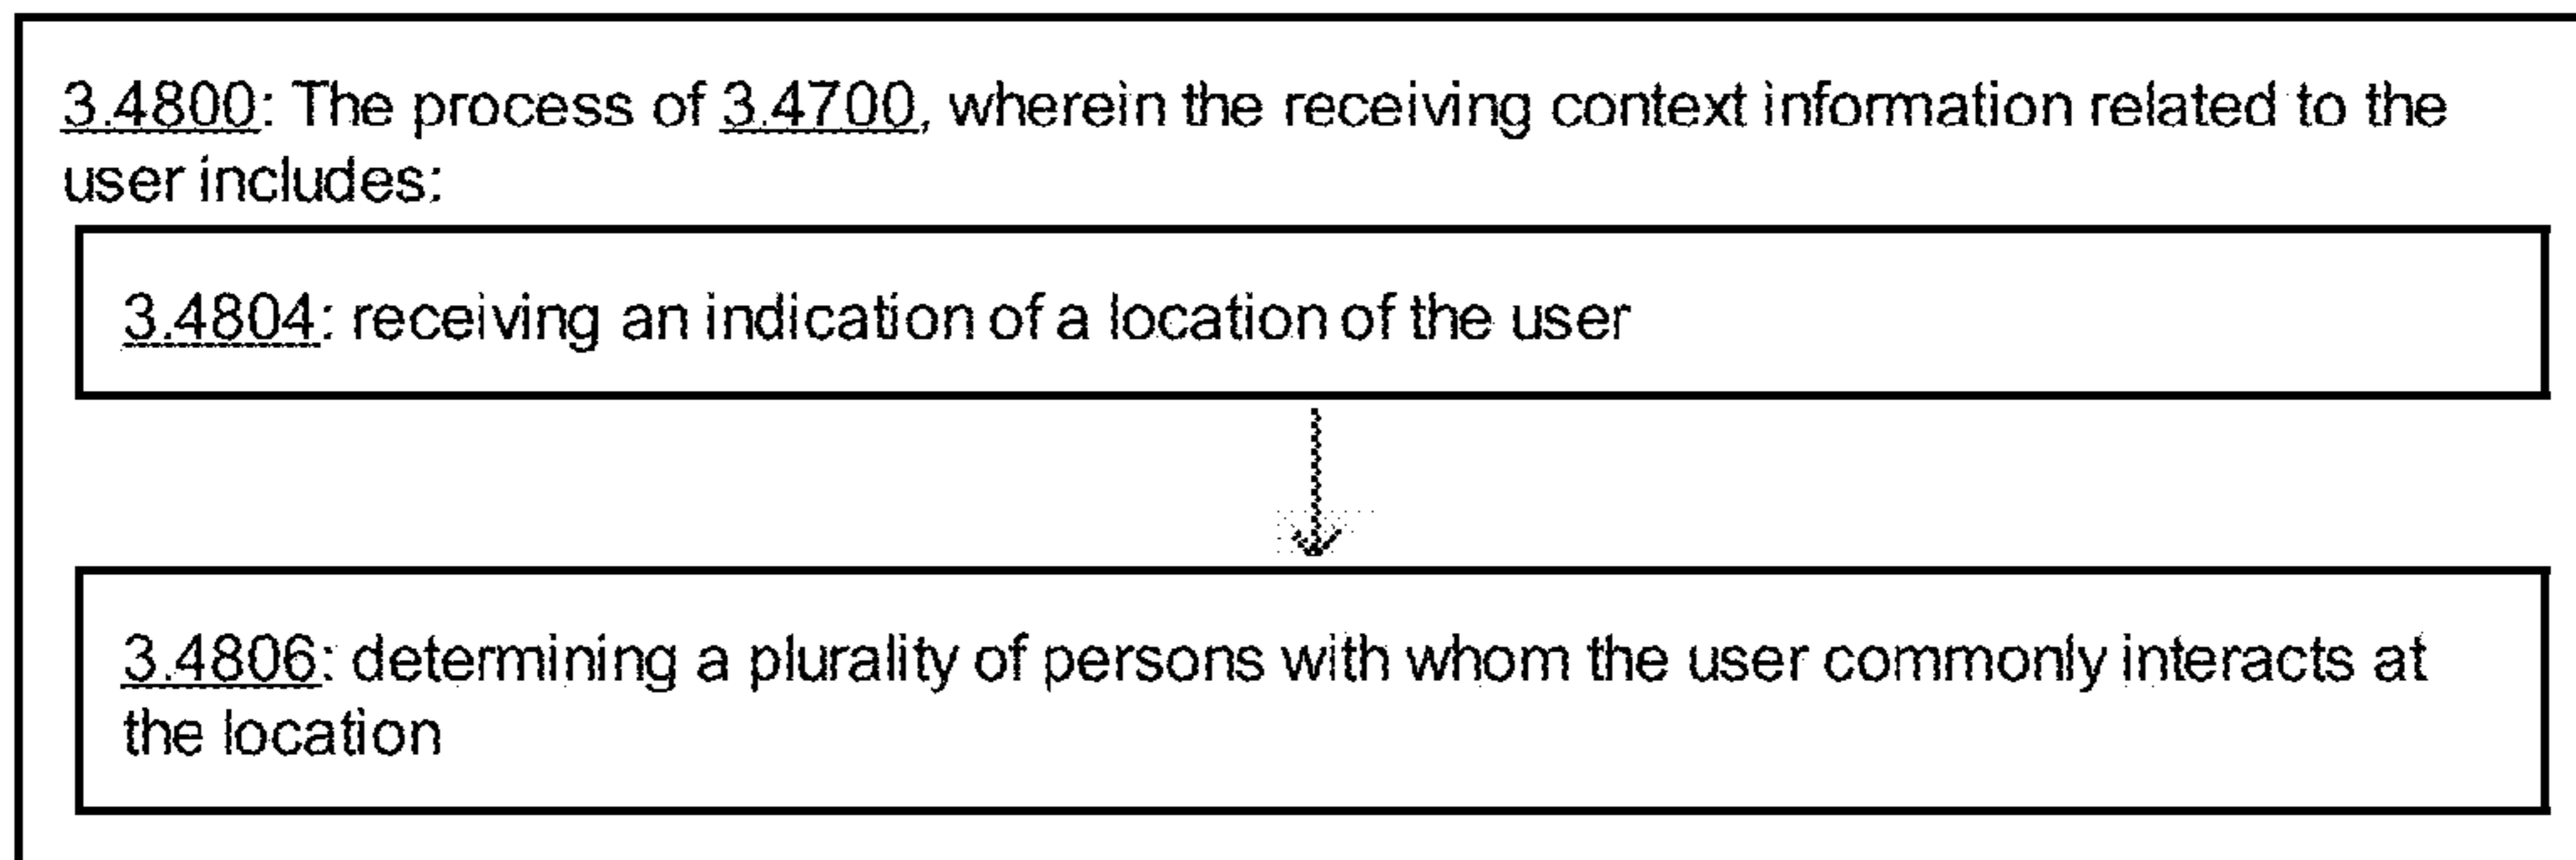 3.4800: The process of 3.4700, wherein the receiving context information related to the
user includes:
3.4804: receiving an indication of a location of the user
3.4806: determining a plurality of persons with whom the user commonly interacts at
the location